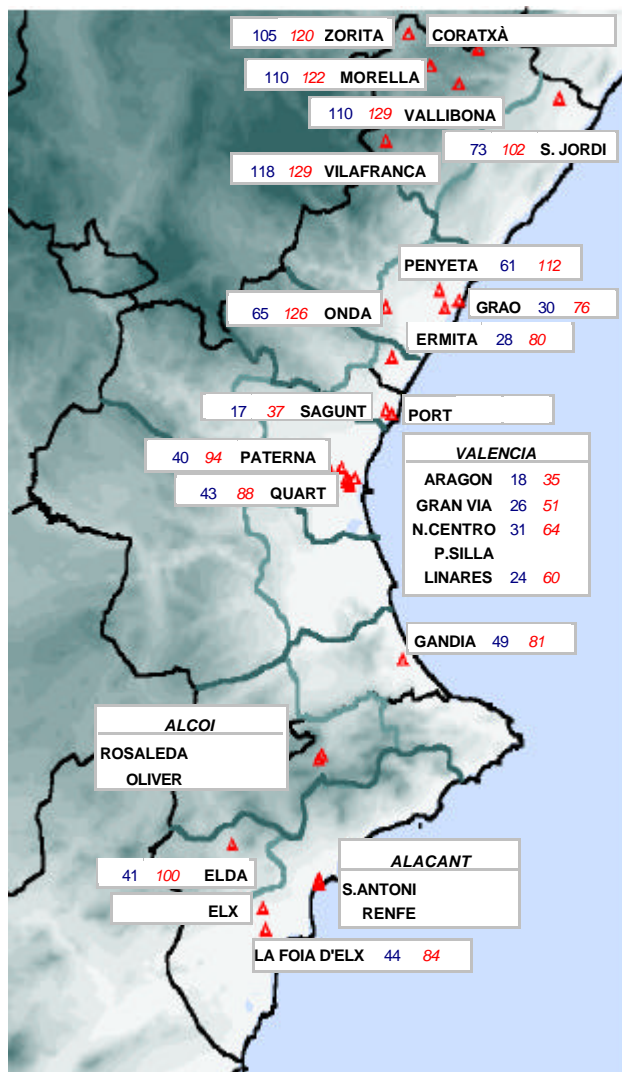 105 120 ZORITA
CORATXÀ
110 122 MORELLA
110 129 VALLIBONA
73 102 S. JORDI
118 129 VILAFRANCA
PENYETA 61 112
65 126 ONDA
GRAO 30 76
ERMITA 28 80
17 37 SAGUNT
PORT
40 94 PATERNA
43 88 QUART
VALENCIA
ARAGON 18 35
GRAN VIA 26 51
N.CENTRO 31 64
P.SILLA
LINARES 24 60
GANDIA 49 81
ALCOI
ROSALEDA
OLIVER
41 100 ELDA
ALACANT
S.ANTONI
RENFE
ELX
LA FOIA D'ELX 44 84